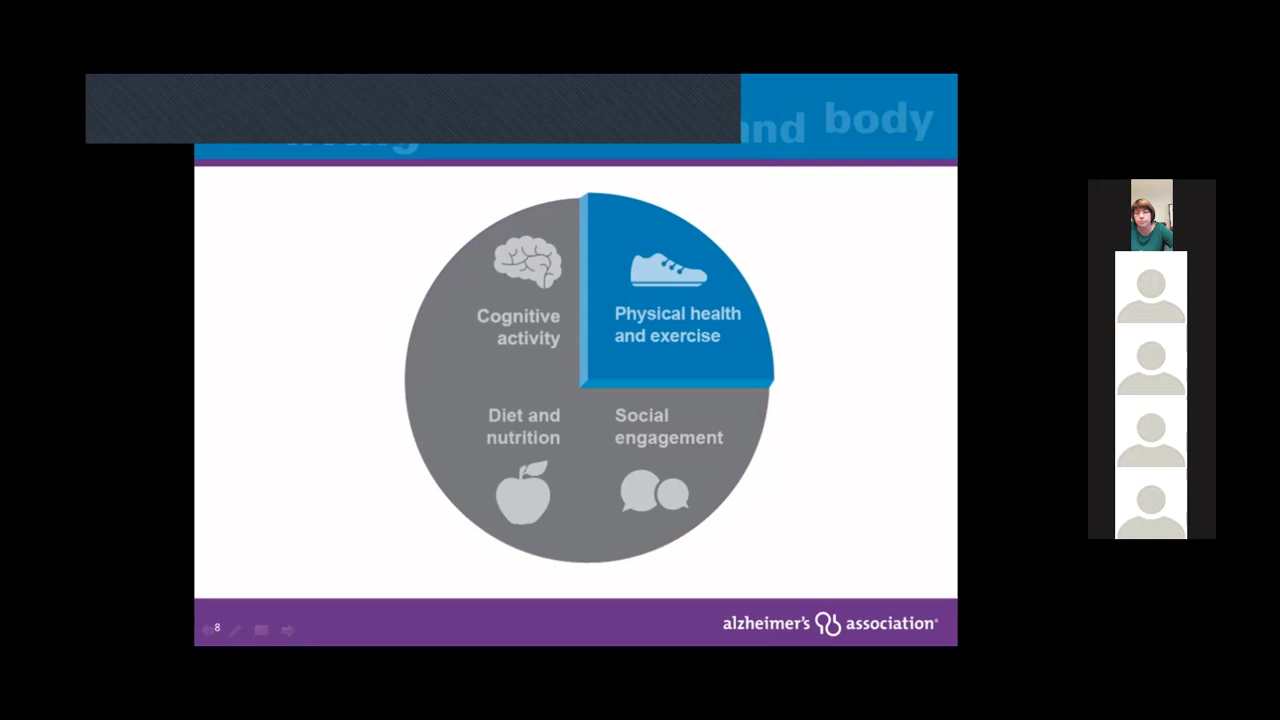 and body
Cognitive
activity
Physical health
and exercise
Diet and
nutrition
Social
engagement
8
alzheimer's association®